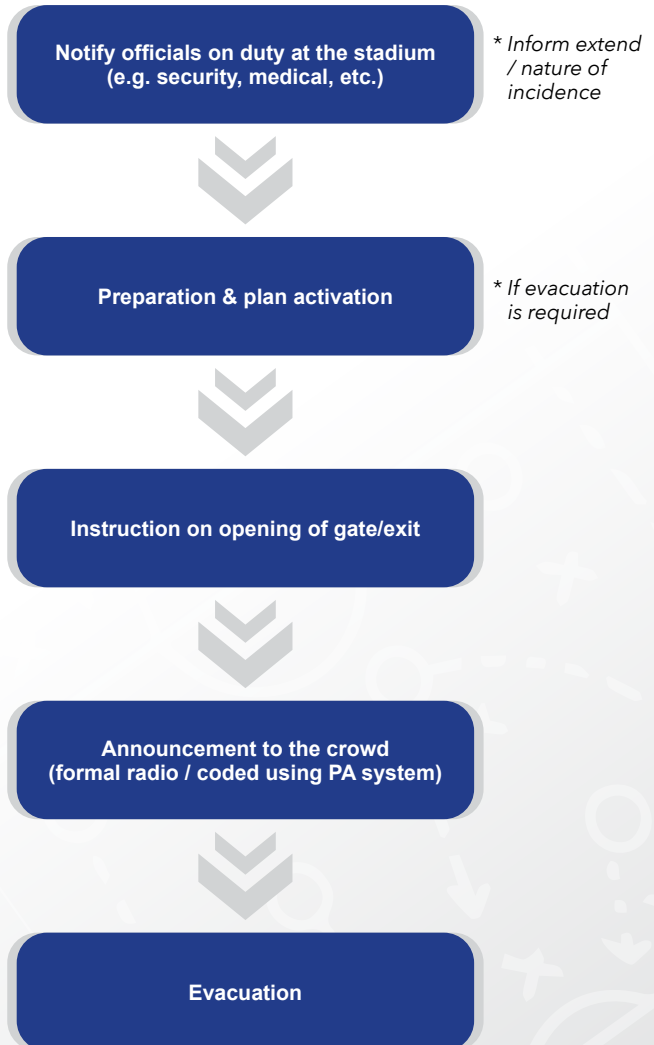 Notify officials on duty at the stadium
(e.g. security, medical, etc.)
* Inform extend
/ nature of
incidence
Preparation & plan activation
* If evacuation
is required
Instruction on opening of gate/exit
Announcement to the crowd
(formal radio / coded using PA system)
Evacuation